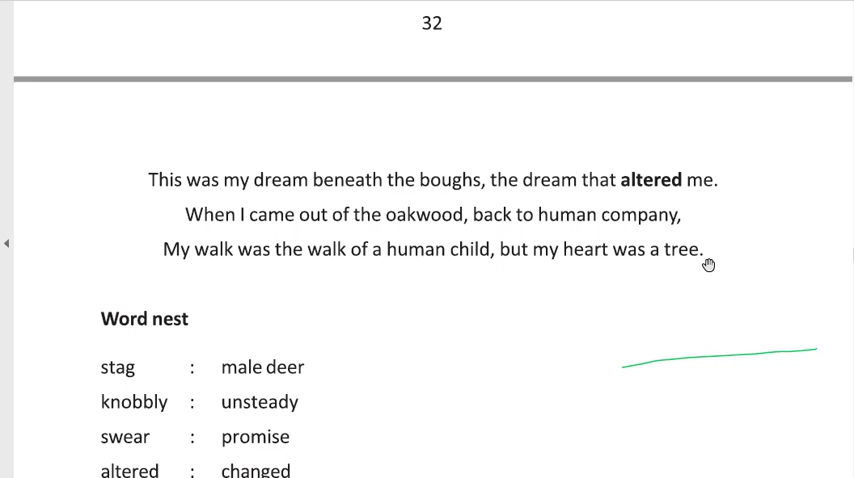 32
This was my dream beneath the boughs, the dream that altered me.
When I came out of the oakwood, back to human company,
My walk was the walk of a human child, but my heart was a tree.
Word nest
stag : male deer
knobbly : unsteady
swear : promise
altered : changed